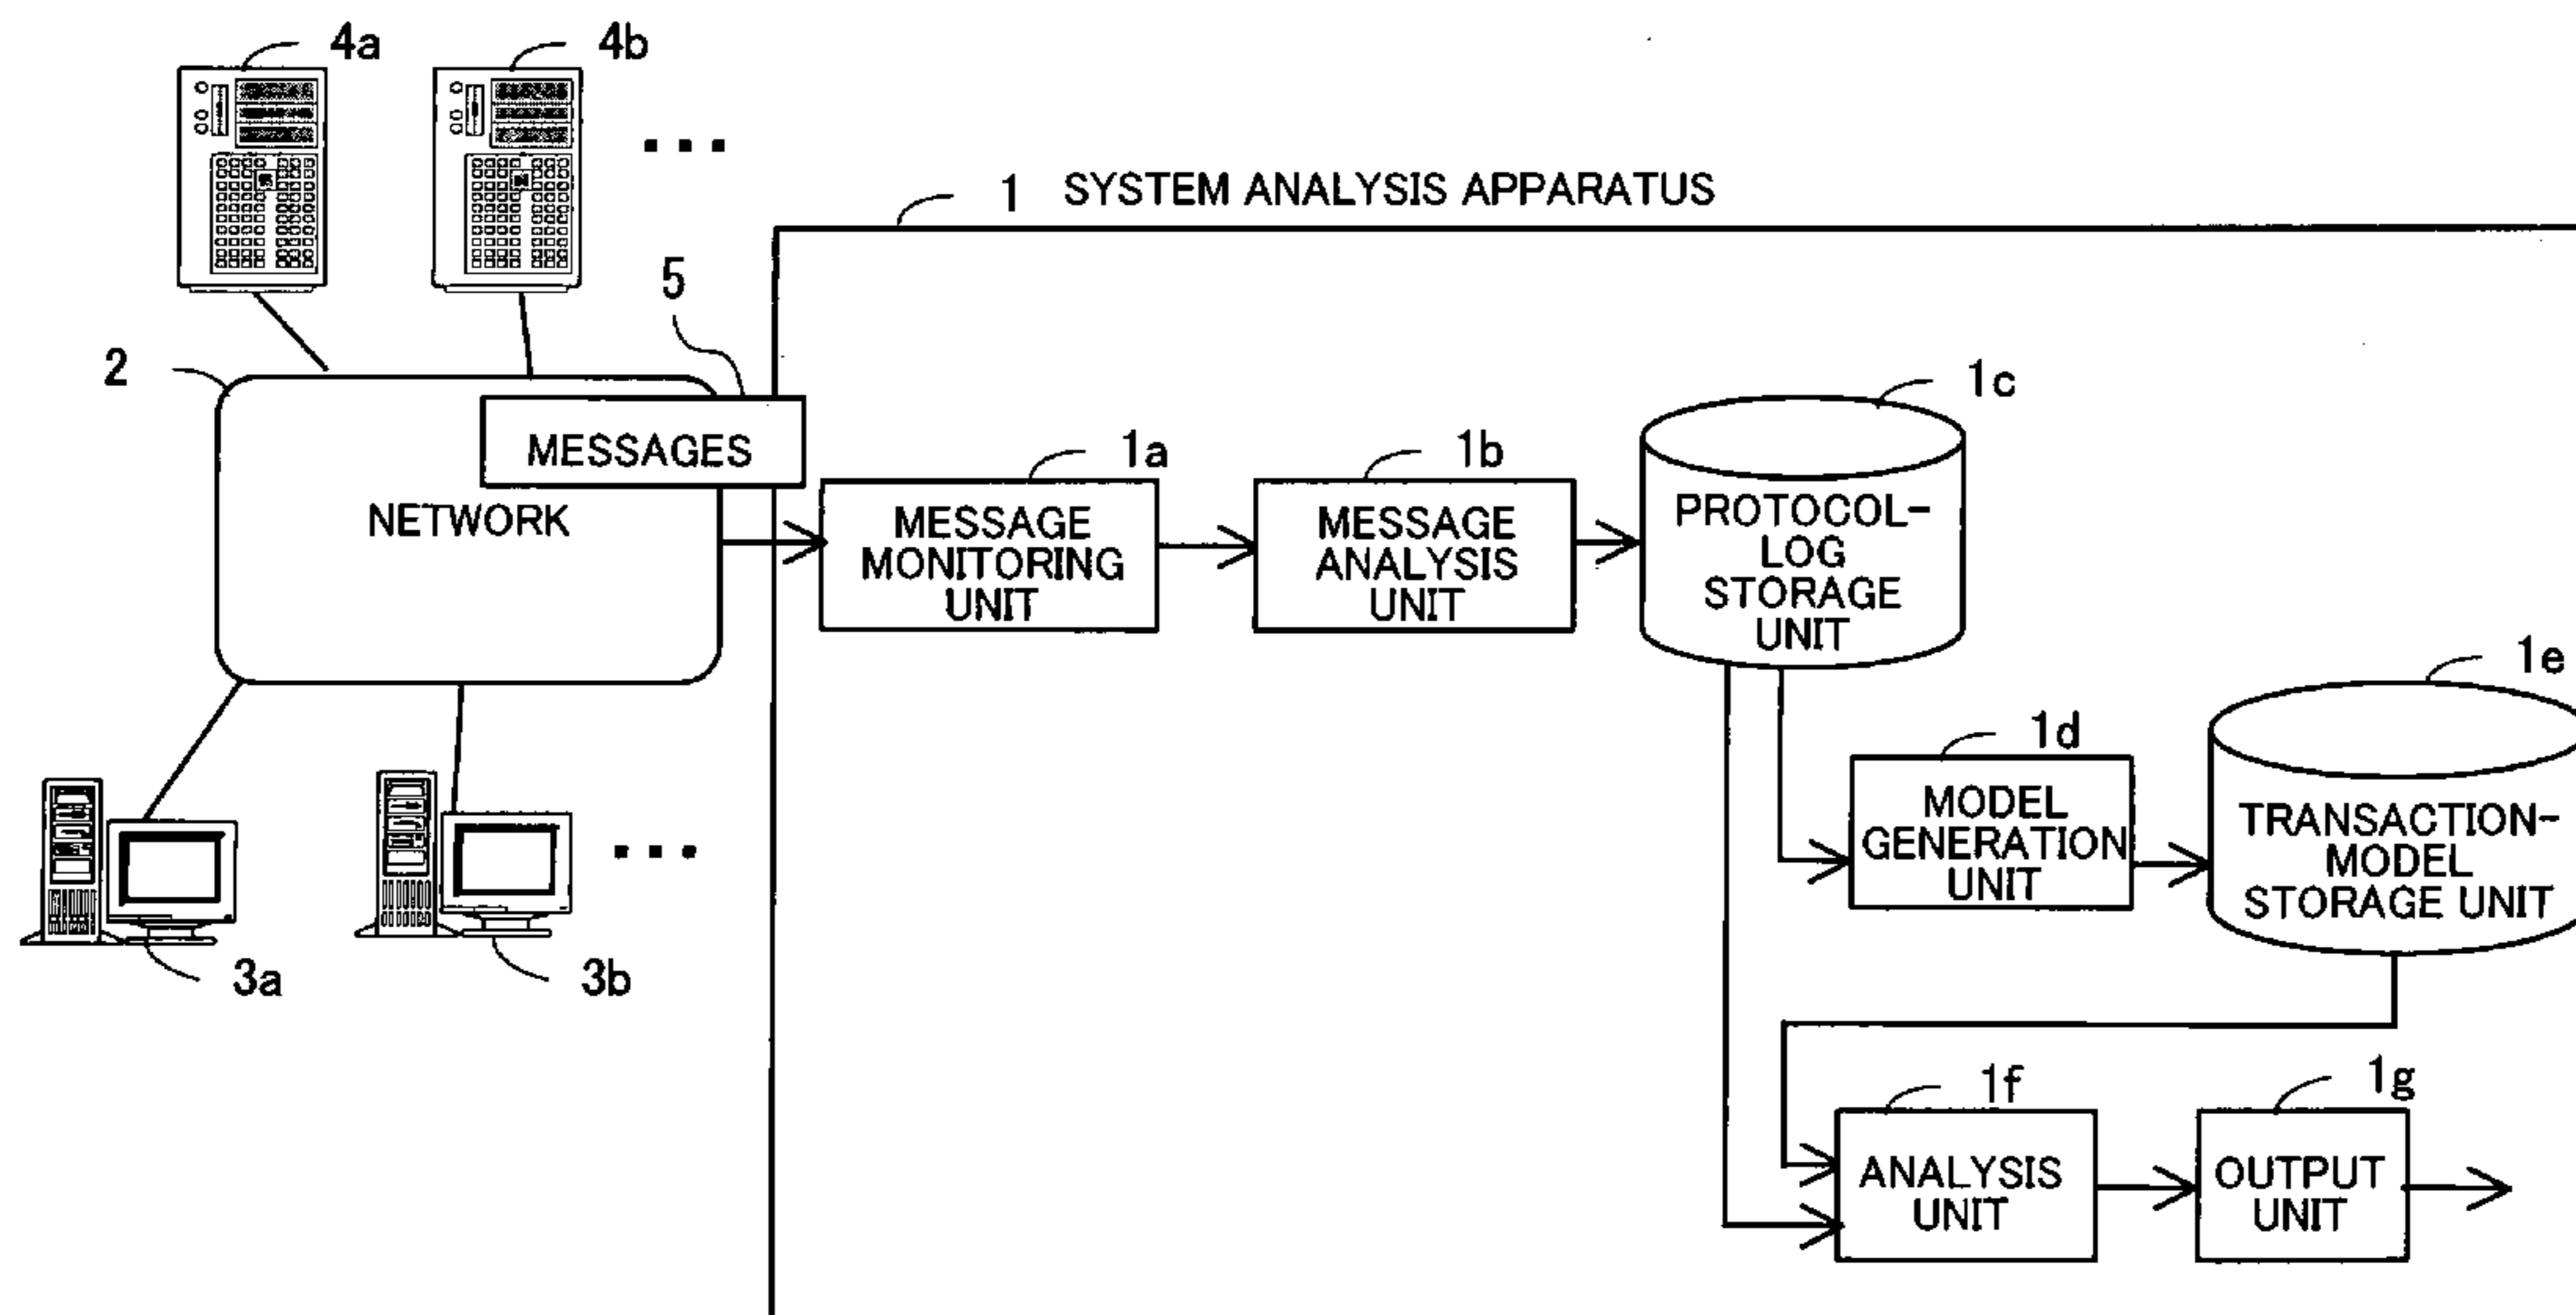 4a
4b
...
1 SYSTEM ANALYSIS APPARATUS
5
2
MESSAGES
NETWORK
1a
MESSAGE
MONITORING
UNIT
1b
MESSAGE
ANALYSIS
UNIT
1c
PROTOCOL-
LOG
STORAGE
UNIT
1d
MODEL
GENERATION
UNIT
1e
TRANSACTION-
MODEL
STORAGE UNIT
...
3a
3b
1f
ANALYSIS
UNIT
1g
OUTPUT
UNIT